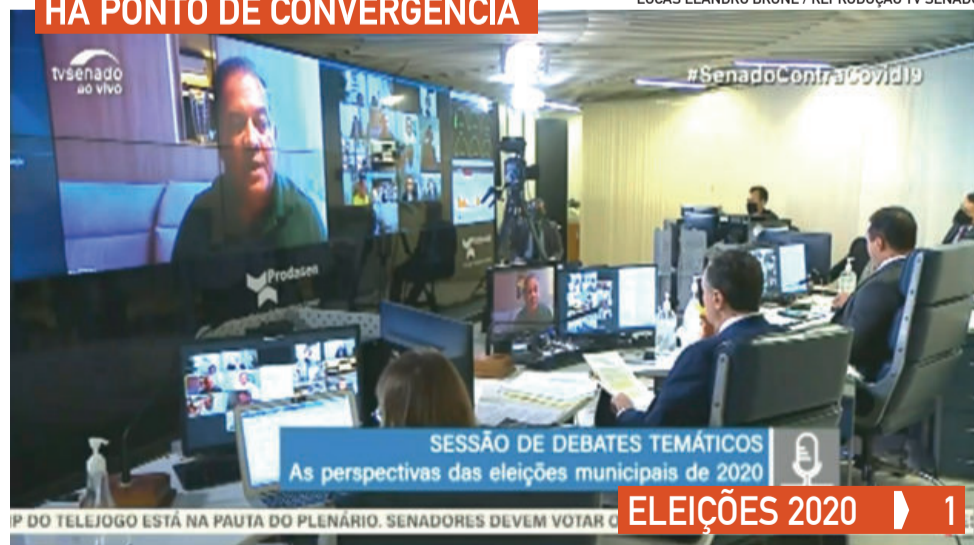 HÁ PONTO DE CONVERGÊNCIA
tvsenado
ao vivo
#SenadoContraCovid19
Prodasen
SESSÃO DE DEBATES TEMÁTICOS
As perspectivas das eleições municipais de 2020
DO TELEJOGO ESTÁ NA PAUTA DO PLENÁRIO. SENADORES DEVEM VOTAR
ELEIÇÕES 2020 1